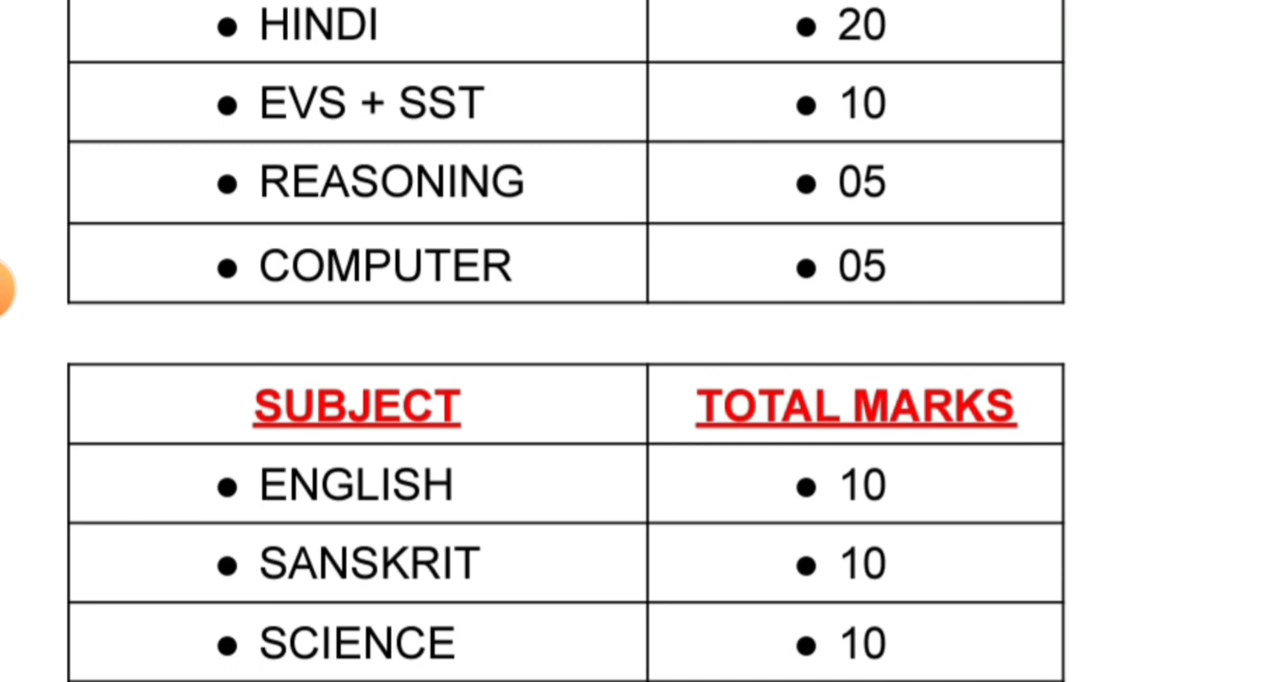 ● HINDI ● 20
● EVS + SST ● 10
● REASONING ● 05
● COMPUTER ● 05
SUBJECT TOTAL MARKS
● ENGLISH ● 10
● SANSKRIT ● 10
● SCIENCE ● 10